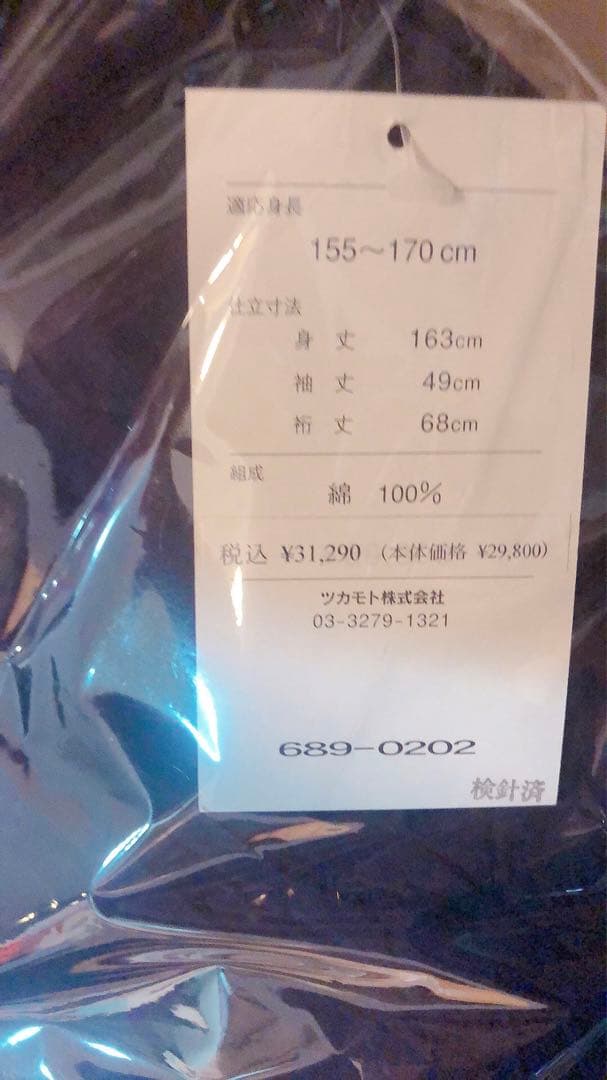 適応身長
155〜170cm
仕立寸法
身丈 163cm
袖丈 49cm
裄丈 68cm
組成
綿 100%
税込 ¥31,290 (本体価格 ¥29,800)
ツカモト株式会社
03-3279-1321
689-0202
検針済